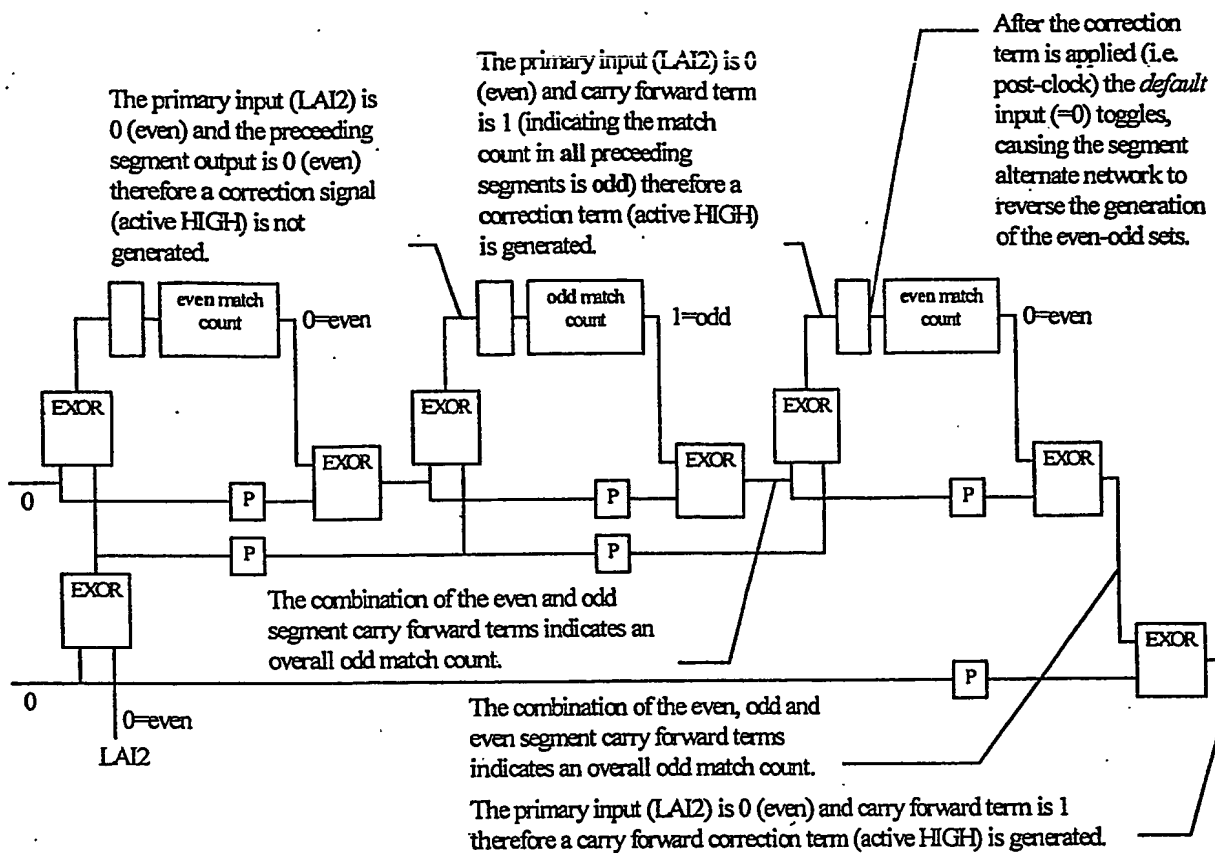 The primary input (LAI2) is
0 (even) and the preceeding
segment output is 0 (even)
therefore a correction signal
(active HIGH) is not
generated.
The primary input (LAI2) is 0
(even) and carry forward term
is 1 (indicating the match
count in all preceeding
segments is odd) therefore a
correction term (active HIGH)
is generated.
After the correction
term is applied (i.e.
post-clock) the default
input (=0) toggles,
causing the segment
alternate network to
reverse the generation
of the even-odd sets.
even match
count
0=even
odd match
count
1=odd
even match
count
0=even
EXOR
EXOR
EXOR
EXOR
EXOR
EXOR
0
P
P
P
P
P
EXOR
The combination of the even and odd
segment carry forward terms indicates an
overall odd match count.
EXOR
0
P
0=even
LAI2
The combination of the even, odd and
even segment carry forward terms
indicates an overall odd match count.
The primary input (LAI2) is 0 (even) and carry forward term is 1
therefore a carry forward correction term (active HIGH) is generated.